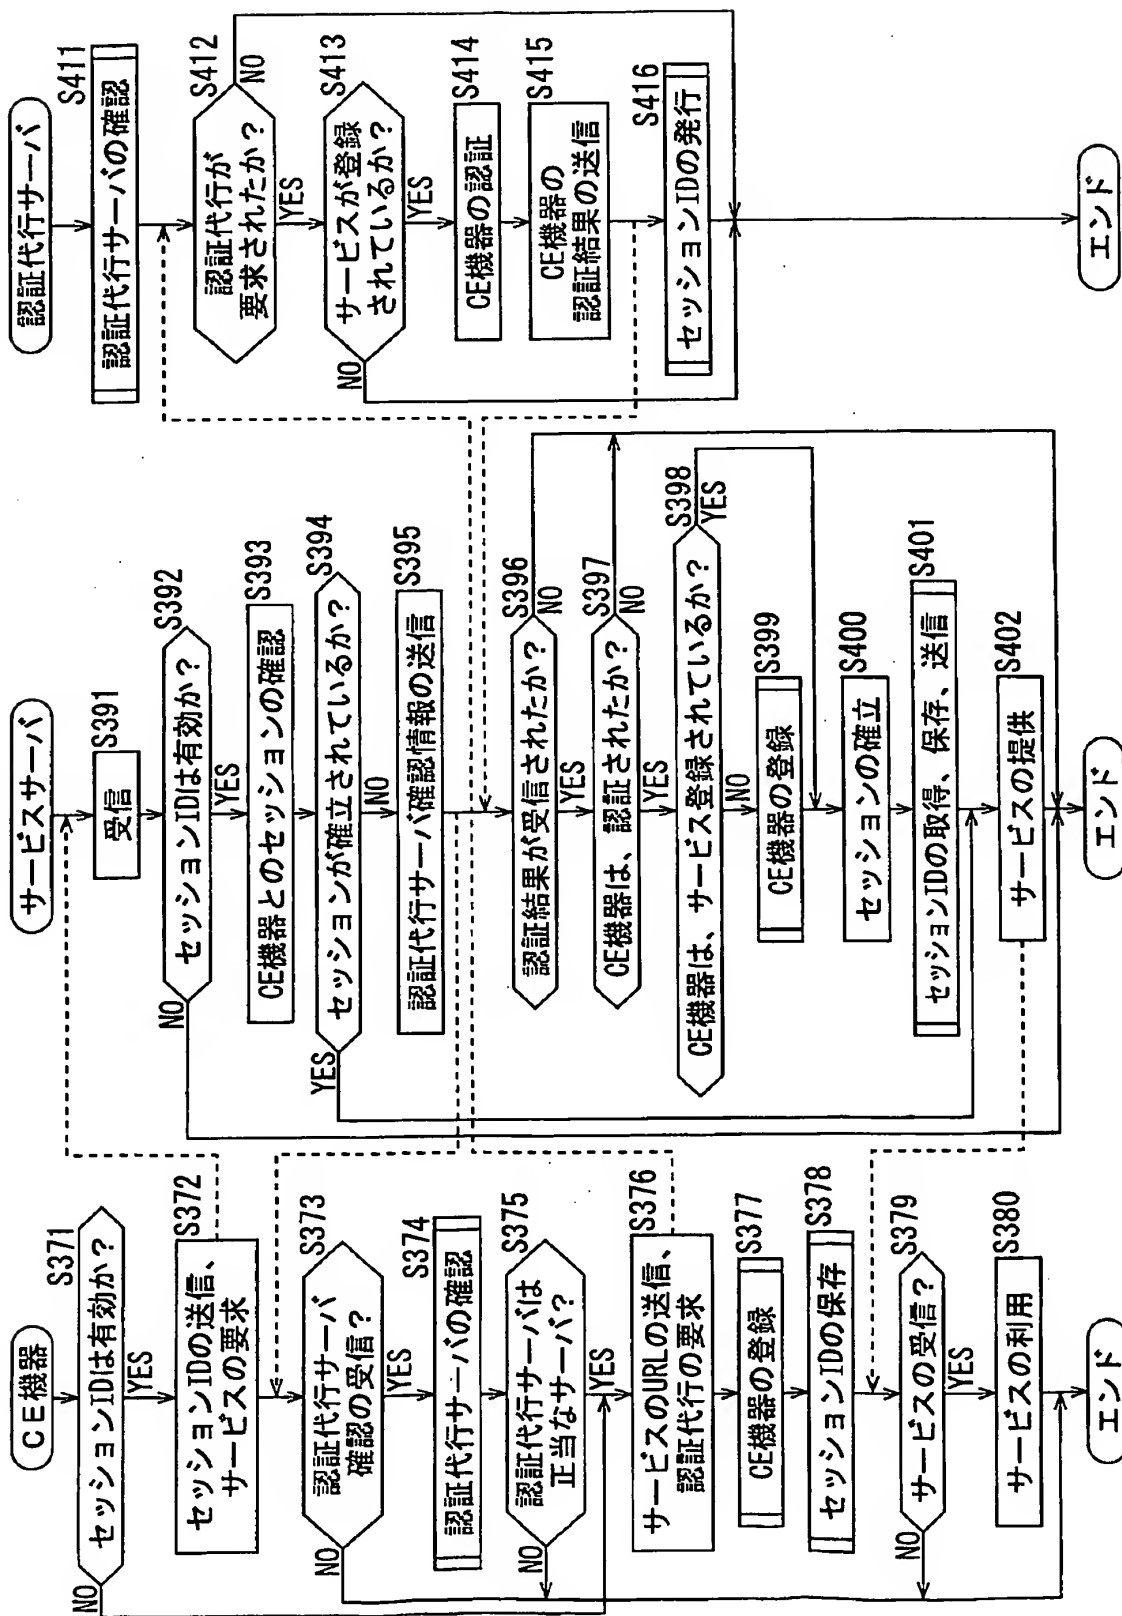 CE機器
S371
セッションIDは有効か?
NO
YES
S372
セッションIDの送信、
サービスの要求
S373
認証代行サーバ
確認の受信?
NO
YES
S374
認証代行サーバの確認
S375
認証代行サーバは
正当なサーバ?
NO
YES
S376
サービスのURLの送信、
認証代行の要求
S377
CE機器の登録
S378
セッションIDの保存
S379
サービスの受信?
NO
YES
S380
サービスの利用
エンド
サービスサーバ
S391
受信
S392
セッションIDは有効か?
NO
YES
S393
CE機器とのセッションの確認
S394
セッションが確立されているか?
YES
NO
S395
認証代行サーバ確認情報の送信
S396
認証結果が受信されたか?
NO
YES
S397
CE機器は、認証されたか?
NO
YES
S398
CE機器は、サービス登録されているか?
YES
NO
S399
CE機器の登録
S400
セッションの確立
S401
セッションIDの取得、保存、送信
S402
サービスの提供
エンド
認証代行サーバ
S411
認証代行サーバの確認
S412
認証代行が
要求されたか?
NO
YES
S413
サービスが登録
されているか?
NO
YES
S414
CE機器の認証
S415
CE機器の
認証結果の送信
S416
セッションIDの発行
エンド